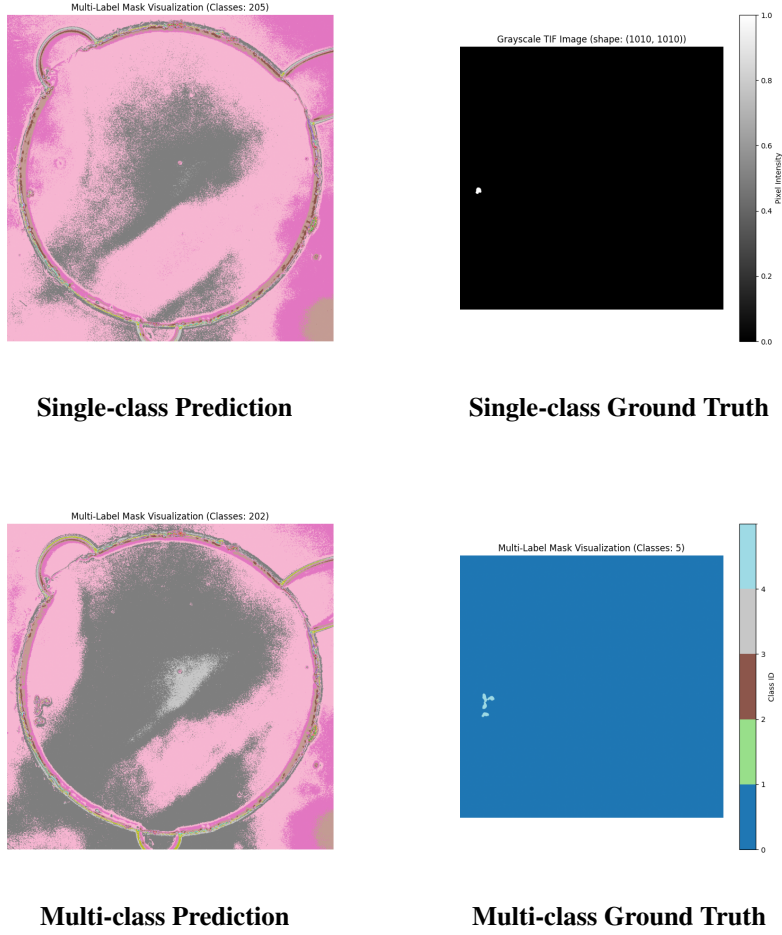 Multi-Label Mask Visualization (Classes: 205)
Grayscale TIF Image (shape: (1010, 1010))
1.0
0.8
0.6
0.4
0.2
0.0
Pixel Intensity
Single-class Prediction
Single-class Ground Truth
Multi-Label Mask Visualization (Classes: 202)
Multi-Label Mask Visualization (Classes: 5)
4
3
2
1
0
Class ID
Multi-class Prediction
Multi-class Ground Truth